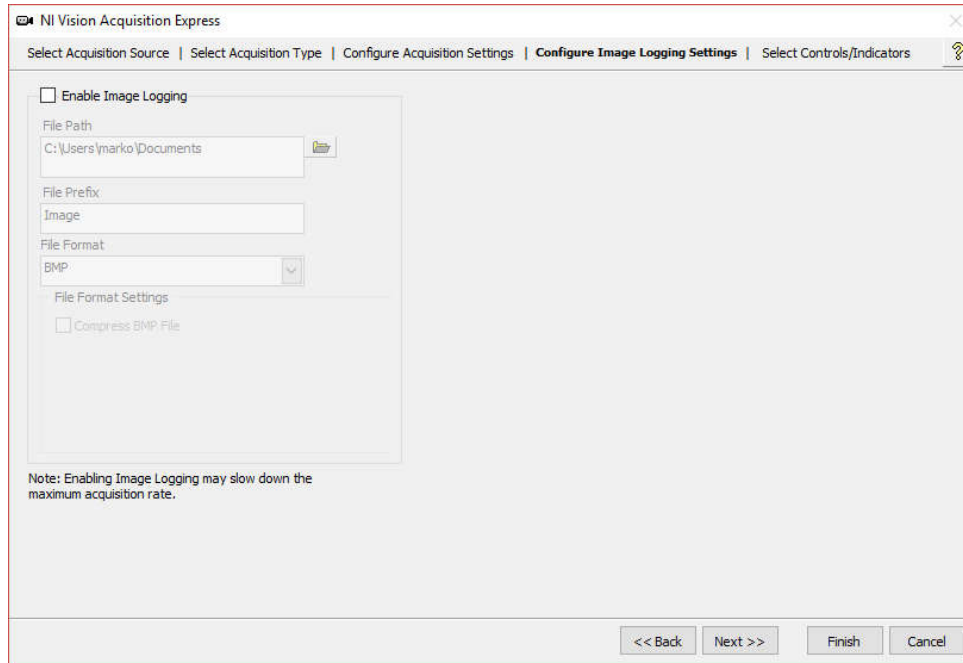 NI Vision Acquisition Express
Select Acquisition Source | Select Acquisition Type | Configure Acquisition Settings | Configure Image Logging Settings | Select Controls/Indicators
Enable Image Logging
File Path
C:\Users\marko\Documents
File Prefix
Image
File Format
BMP
File Format Settings
Compress BMP File
Note: Enabling Image Logging may slow down the
maximum acquisition rate.
<< Back Next >> Finish Cancel